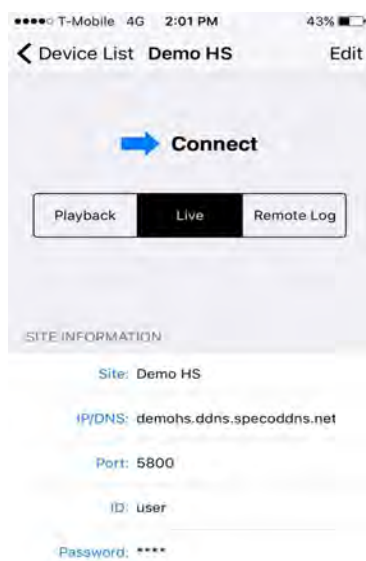 T-Mobile 4G 2:01 PM 43%
Device List Demo HS Edit
Connect
Playback Live Remote Log
SITE INFORMATION
Site: Demo HS
IP/DNS: demohs.ddns.specoddns.net
Port: 5800
ID: user
Password: ****